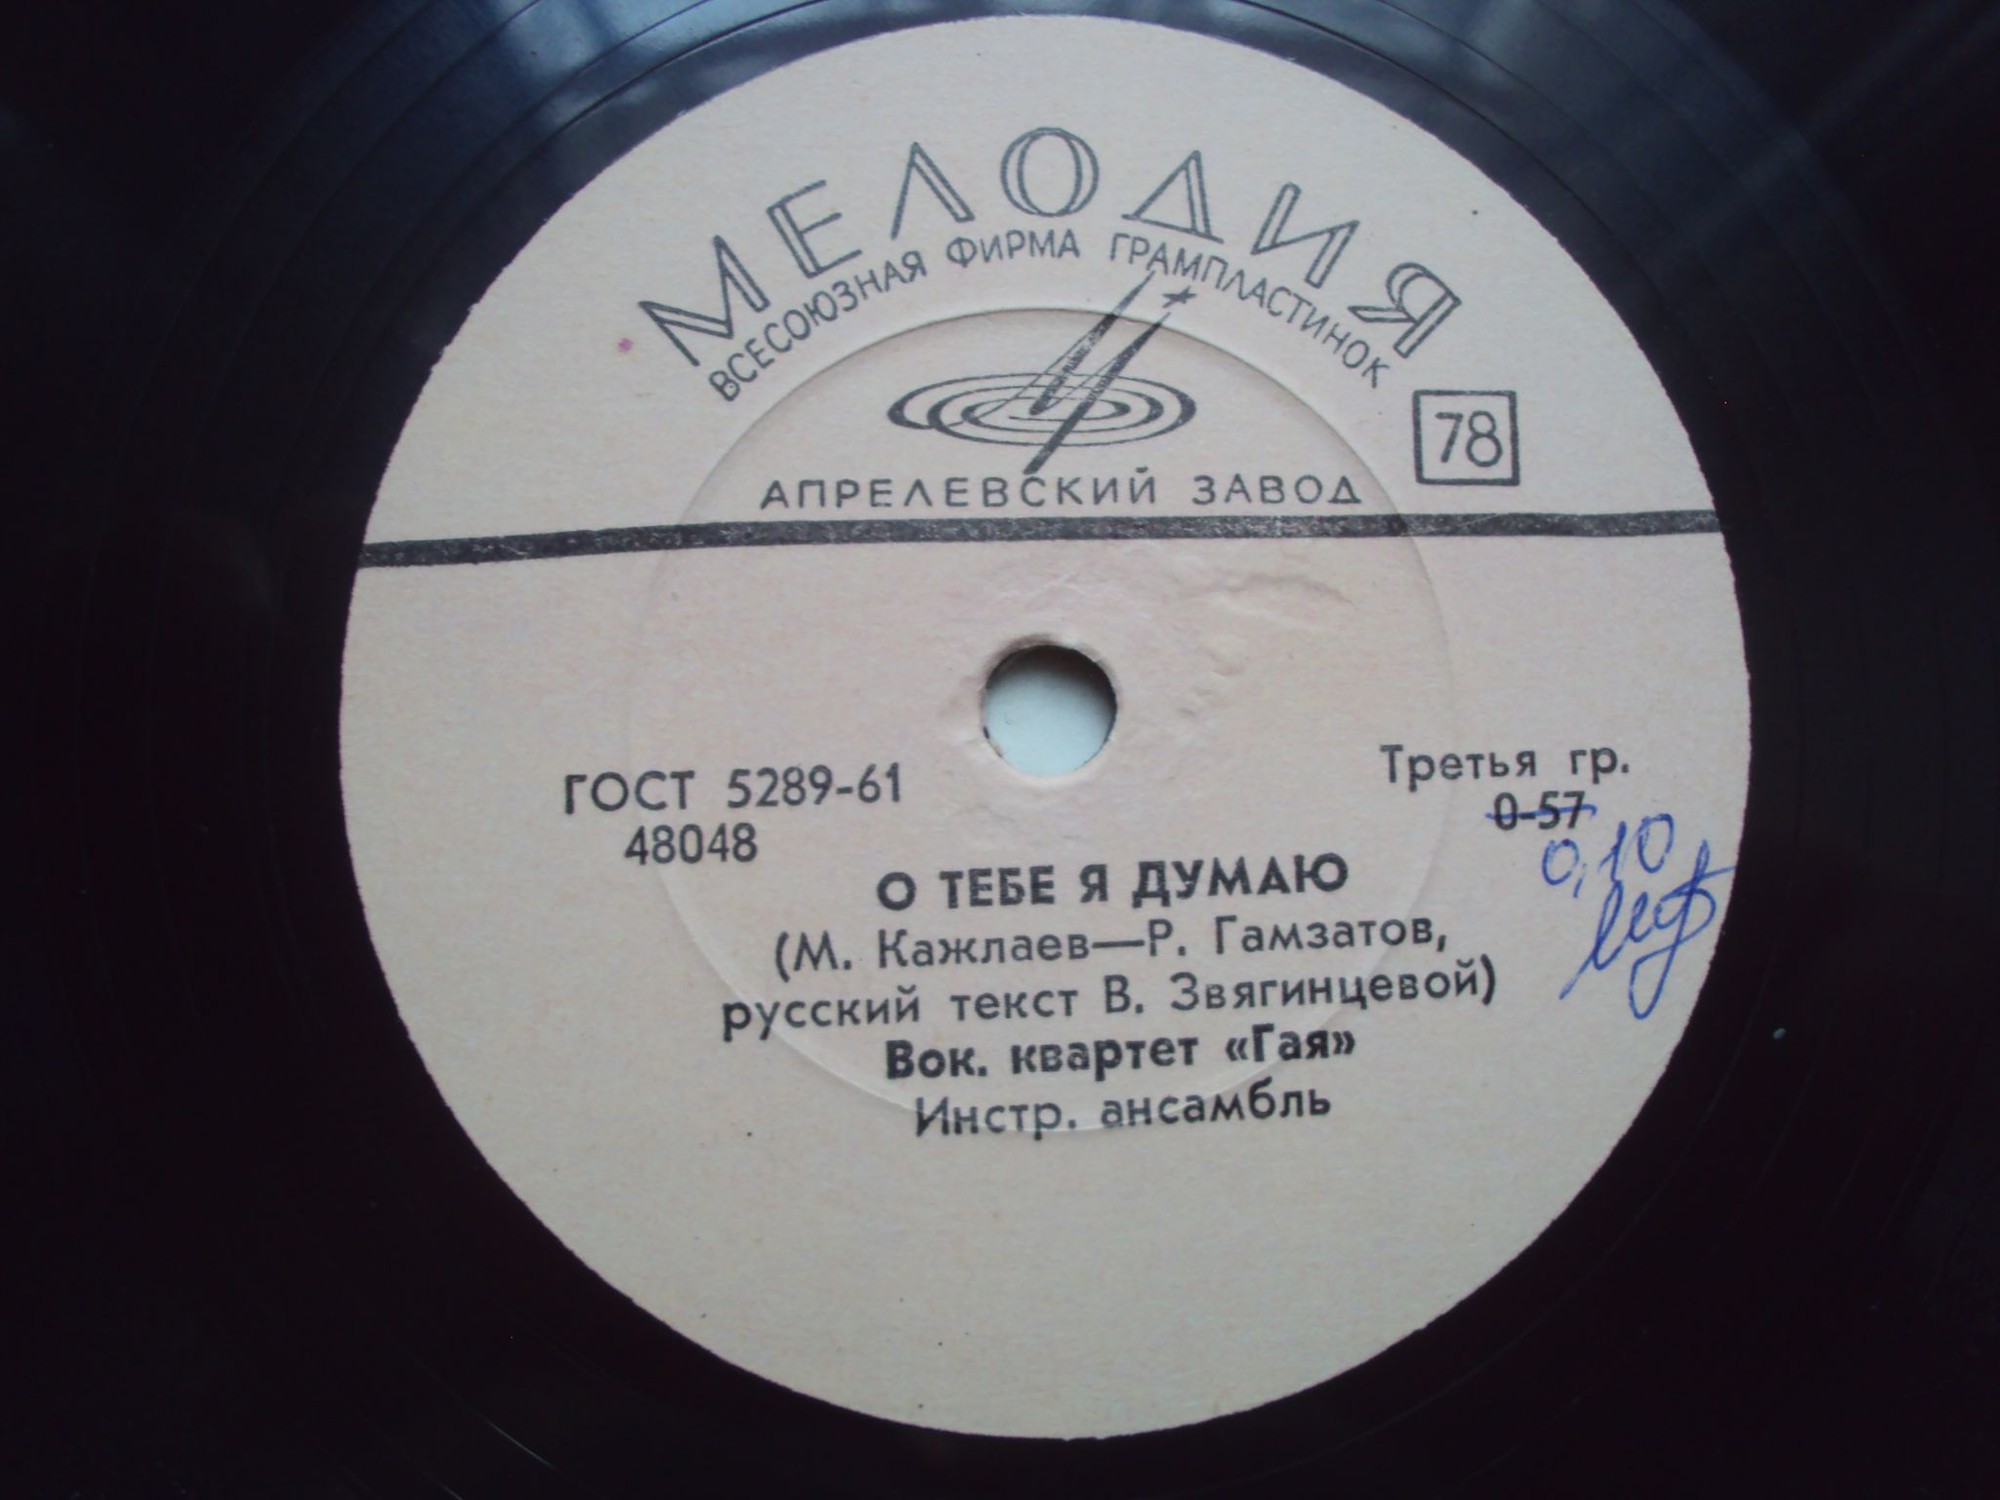 МЕЛОДИЯ
ВСЕСОЮЗНАЯ ФИРМА ГРАМПЛАСТИНОК
78
АПРЕЛЕВСКИЙ ЗАВОД
ГОСТ 5289-61
48048
Третья гр.
0-57
0,10
О ТЕБЕ Я ДУМАЮ
(М. Кажлаев—Р. Гамзатов,
русский текст В. Звягинцевой)
Вок. квартет «Гая»
Инстр. ансамбль